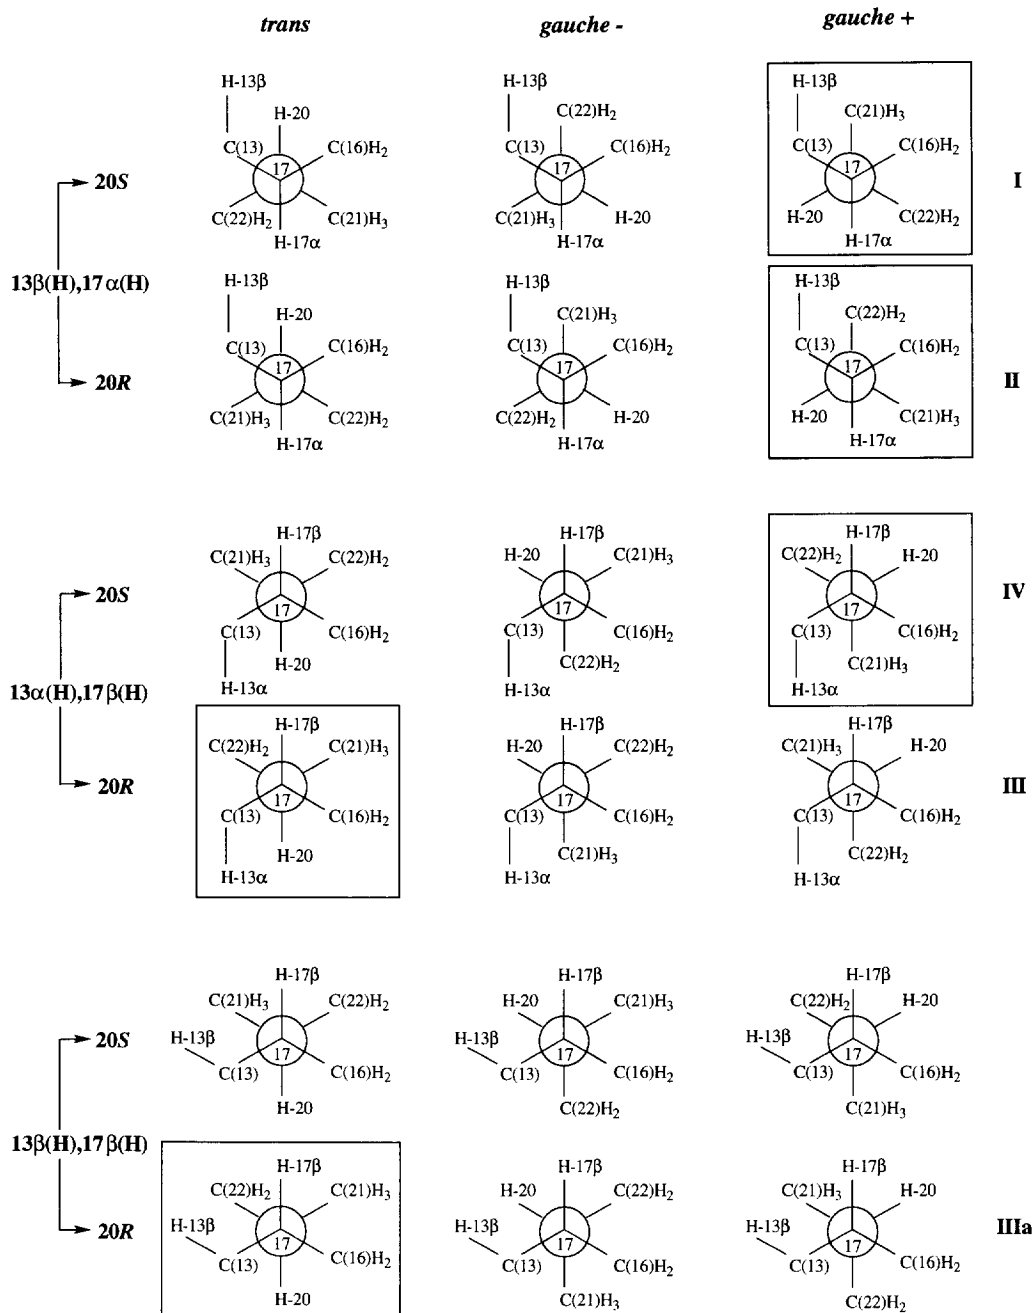 trans gauche - gauche +
H-13β H-13β H-13β
H-20 C(22)H₂ C(21)H₃
C(13) C(16)H₂ C(13) C(16)H₂ C(13) C(16)H₂
17 17 17
20S I
C(22)H₂ C(21)H₃ C(21)H₃ H-20 H-20 C(22)H₂
H-17α H-17α H-17α
13β(H),17α(H)
H-13β H-13β H-13β
H-20 C(21)H₃ C(22)H₂
C(13) C(16)H₂ C(13) C(16)H₂ C(13) C(16)H₂
17 17 17
20R II
C(21)H₃ C(22)H₂ C(22)H₂ H-20 H-20 C(21)H₃
H-17α H-17α H-17α
H-17β H-17β H-17β
C(21)H₃ C(22)H₂ H-20 C(21)H₃ C(22)H₂ H-20
20S IV
17 17 17
C(13) C(16)H₂ C(13) C(16)H₂ C(13) C(16)H₂
H-20 C(22)H₂ C(21)H₃
H-13α H-13α H-13α
13α(H),17β(H)
H-17β H-17β H-17β
C(22)H₂ C(21)H₃ H-20 C(22)H₂ C(21)H₃ H-20
20R III
17 17 17
C(13) C(16)H₂ C(13) C(16)H₂ C(13) C(16)H₂
H-20 C(21)H₃ C(22)H₂
H-13α H-13α H-13α
H-17β H-17β H-17β
C(21)H₃ C(22)H₂ H-20 C(21)H₃ C(22)H₂ H-20
20S
H-13β H-13β H-13β
17 17 17
C(13) C(16)H₂ C(13) C(16)H₂ C(13) C(16)H₂
H-20 C(22)H₂ C(21)H₃
13β(H),17β(H)
H-17β H-17β H-17β
C(22)H₂ C(21)H₃ H-20 C(22)H₂ C(21)H₃ H-20
20R IIIa
H-13β H-13β H-13β
17 17 17
C(13) C(16)H₂ C(13) C(16)H₂ C(13) C(16)H₂
H-20 C(21)H₃ C(22)H₂